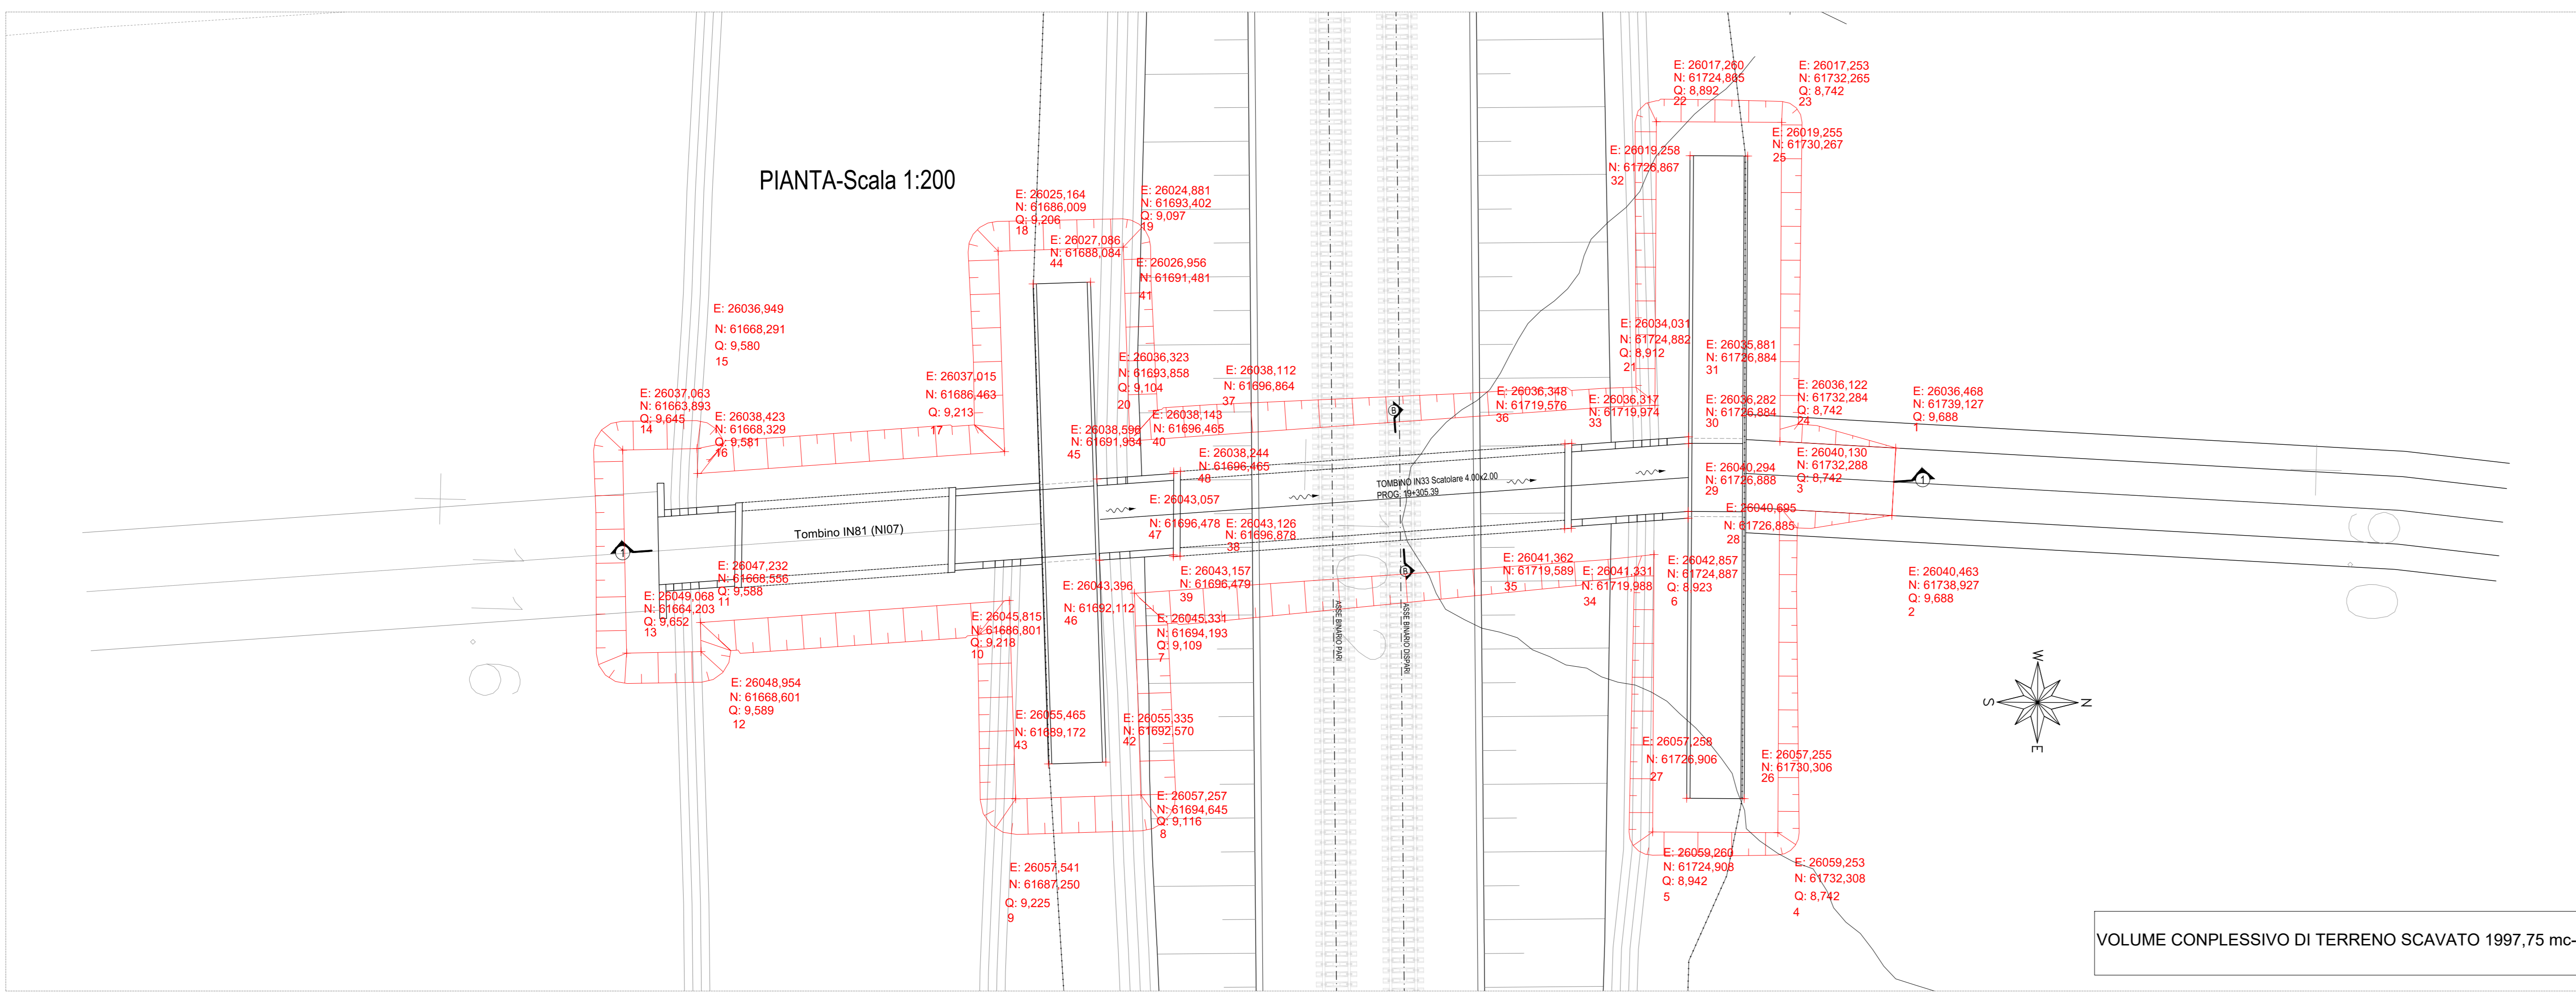 PIANTA-Scala 1:200
E: 26017,260
N: 61724,865
Q: 8,892
22
E: 26017,253
N: 61732,265
Q: 8,742
23
E: 26019,255
N: 61730,267
25
E: 26019,258
N: 61726,867
32
E: 26025,164
N: 61686,009
Q: 9,206
18
E: 26024,881
N: 61693,402
Q: 9,097
19
E: 26027,086
N: 61688,084
44
E: 26026,956
N: 61691,481
41
E: 26036,949
N: 61668,291
Q: 9,580
15
E: 26037,063
N: 61663,893
Q: 9,645
14
E: 26038,423
N: 61668,329
Q: 9,581
16
E: 26037,015
N: 61686,463
Q: 9,213
17
E: 26036,323
N: 61693,858
Q: 9,104
20
E: 26038,112
N: 61696,864
37
E: 26038,143
N: 61696,465
40
E: 26038,596
N: 61691,934
45
E: 26038,244
N: 61696,465
48
E: 26036,348
N: 61719,576
36
E: 26036,317
N: 61719,974
33
E: 26034,031
N: 61724,882
Q: 8,912
21
E: 26035,881
N: 61726,884
31
E: 26036,282
N: 61726,884
30
E: 26036,122
N: 61732,284
Q: 8,742
24
E: 26036,468
N: 61739,127
Q: 9,688
1
E: 26040,130
N: 61732,288
Q: 8,742
3
E: 26040,294
N: 61726,888
29
E: 26040,695
N: 61726,885
28
TOMBINO IN33 Scatolare 4.00x2.00
PROG. 19+305.39
Tombino IN81 (NI07)
1
1
B
B
E: 26043,057
N: 61696,478
47
E: 26043,126
N: 61696,878
38
E: 26043,157
N: 61696,479
39
E: 26043,396
N: 61692,112
46
E: 26047,232
N: 61668,556
Q: 9,588
11
E: 26049,068
N: 61664,203
Q: 9,652
13
E: 26048,954
N: 61668,601
Q: 9,589
12
E: 26045,815
N: 61686,801
Q: 9,218
10
E: 26045,331
N: 61694,193
Q: 9,109
7
E: 26041,362
N: 61719,589
35
E: 26041,331
N: 61719,988
34
E: 26042,857
N: 61724,887
Q: 8.923
6
E: 26040,463
N: 61738,927
Q: 9,688
2
ASSE BINARIO PARI
ASSE BINARIO DISPARI
E: 26055,465
N: 61689,172
43
E: 26055,335
N: 61692,570
42
E: 26057,257
N: 61694,645
Q: 9,116
8
E: 26057,541
N: 61687,250
Q: 9,225
9
E: 26057,258
N: 61726,906
27
E: 26057,255
N: 61730,306
26
E: 26059,260
N: 61724,908
Q: 8,942
5
E: 26059,253
N: 61732,308
Q: 8,742
4
W
S
N
E
VOLUME CONPLESSIVO DI TERRENO SCAVATO 1997,75 mc-